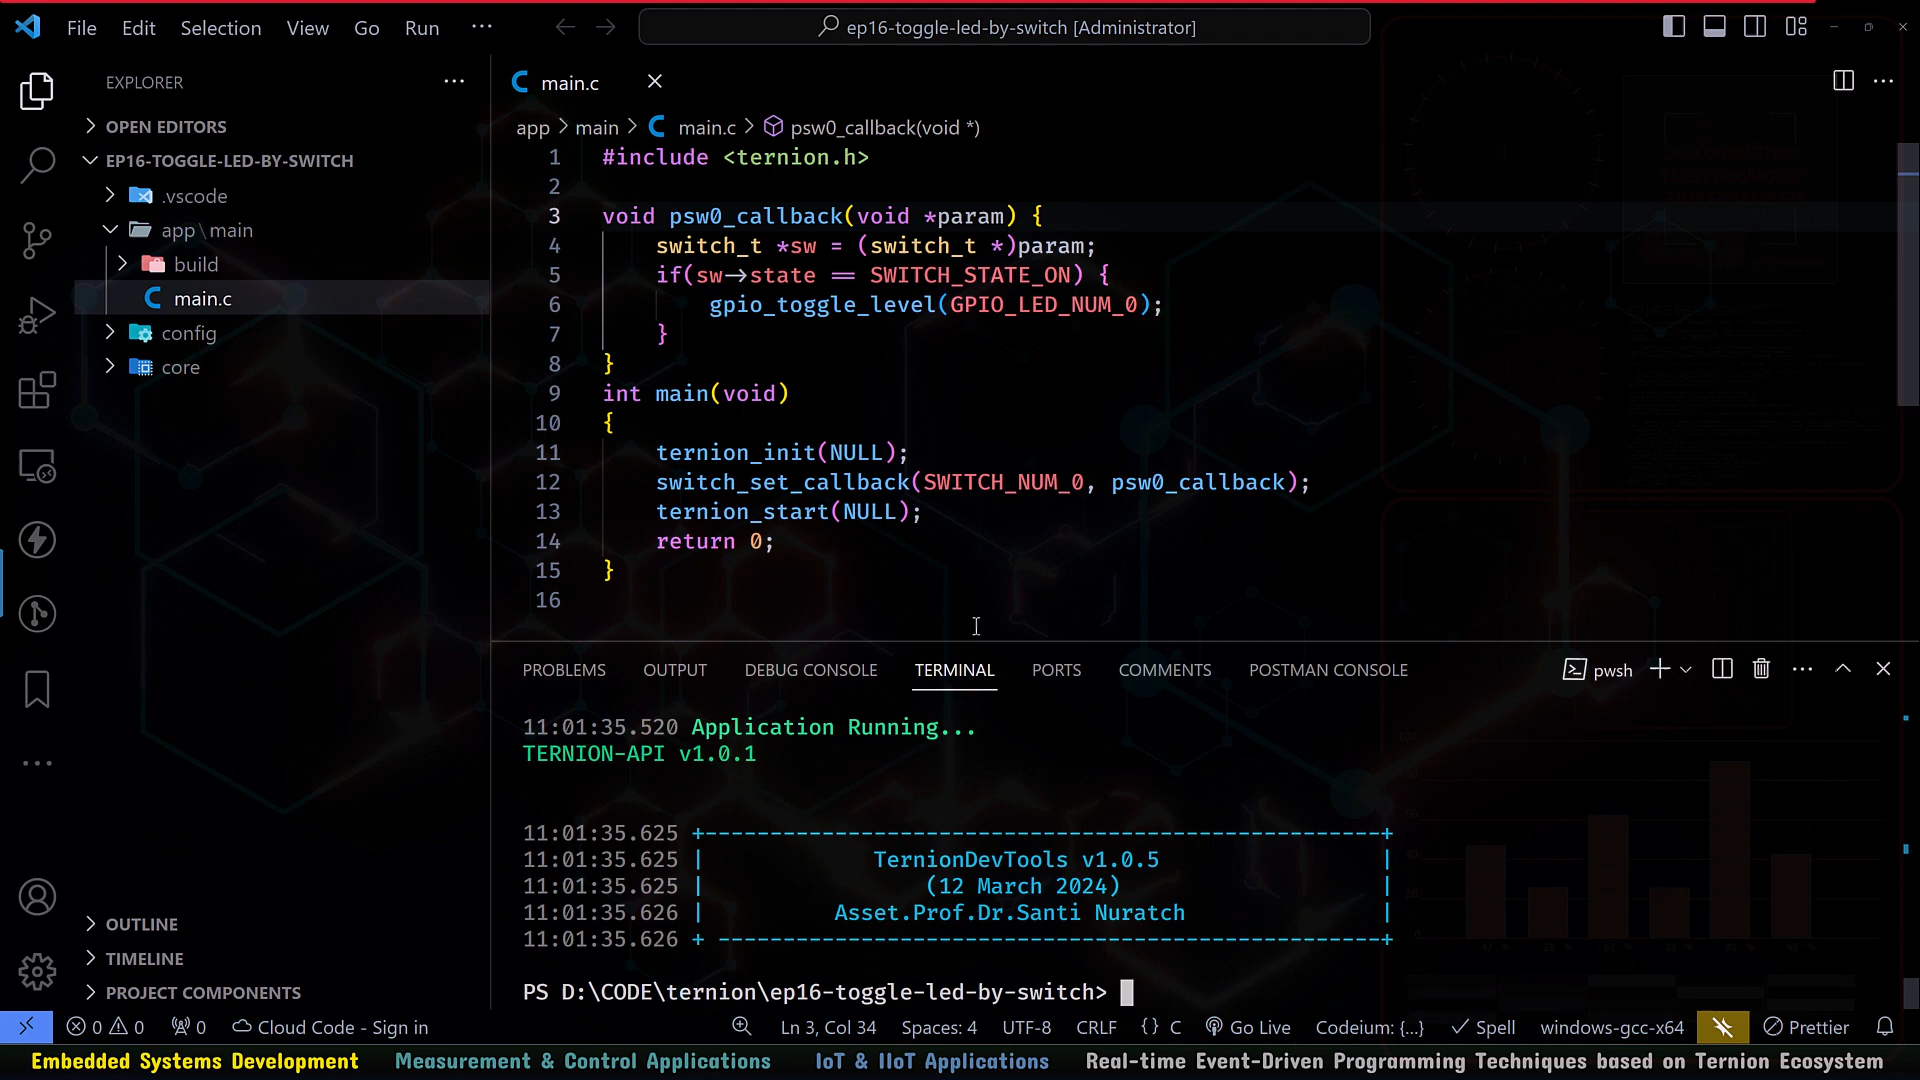 File Edit Selection View Go Run ··· ep16-toggle-led-by-switch [Administrator]
EXPLORER
OPEN EDITORS
EP16-TOGGLE-LED-BY-SWITCH
.vscode
app\main
build
main.c
config
core
OUTLINE
TIMELINE
PROJECT COMPONENTS
main.c
app > main > main.c > psw0_callback(void *)
1 #include <ternion.h>
2
3 void psw0_callback(void *param) {
4 switch_t *sw = (switch_t *)param;
5 if(sw->state == SWITCH_STATE_ON) {
6 gpio_toggle_level(GPIO_LED_NUM_0);
7 }
8 }
9 int main(void)
10 {
11 ternion_init(NULL);
12 switch_set_callback(SWITCH_NUM_0, psw0_callback);
13 ternion_start(NULL);
14 return 0;
15 }
16
PROBLEMS OUTPUT DEBUG CONSOLE TERMINAL PORTS COMMENTS POSTMAN CONSOLE pwsh
11:01:35.520 Application Running...
TERNION-API v1.0.1
11:01:35.625 +----------------------------------------------------+
11:01:35.625 | TernionDevTools v1.0.5 |
11:01:35.625 | (12 March 2024) |
11:01:35.626 | Asset.Prof.Dr.Santi Nuratch |
11:01:35.626 + ---------------------------------------------------+
PS D:\CODE\ternion\ep16-toggle-led-by-switch>
0 0 0 Cloud Code - Sign in Ln 3, Col 34 Spaces: 4 UTF-8 CRLF {} C Go Live Codeium: {...} Spell windows-gcc-x64 Prettier
Embedded Systems Development Measurement & Control Applications IoT & IIoT Applications Real-time Event-Driven Programming Techniques based on Ternion Ecosystem